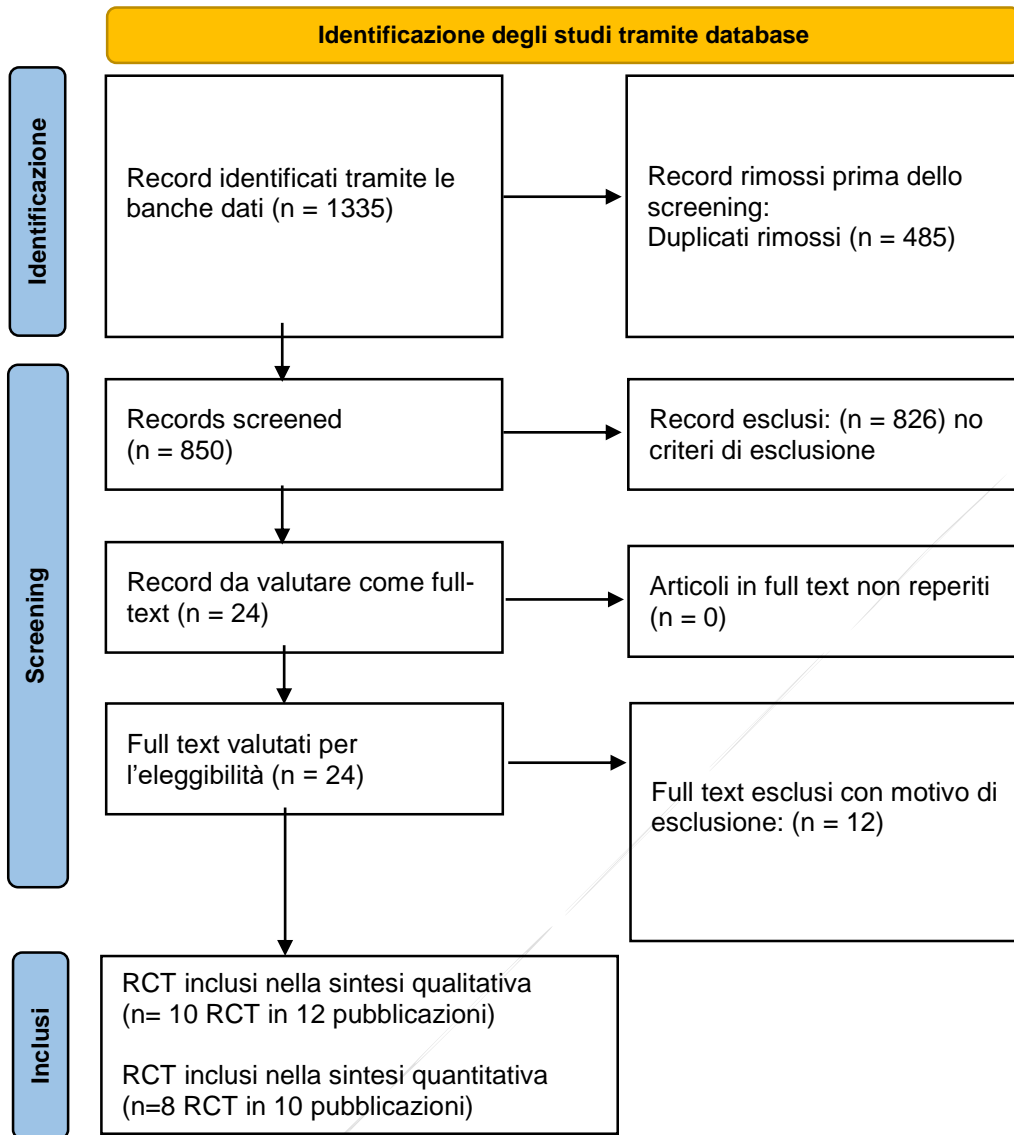 Identificazione degli studi tramite database
Identificazione
Record identificati tramite le
banche dati (n = 1335)
Record rimossi prima dello
screening:
Duplicati rimossi (n = 485)
Screening
Records screened
(n = 850)
Record esclusi: (n = 826) no
criteri di esclusione
Record da valutare come full-
text (n = 24)
Articoli in full text non reperiti
(n = 0)
Full text valutati per
l'eleggibilità (n = 24)
Full text esclusi con motivo di
esclusione: (n = 12)
Inclusi
RCT inclusi nella sintesi qualitativa
(n= 10 RCT in 12 pubblicazioni)
RCT inclusi nella sintesi quantitativa
(n=8 RCT in 10 pubblicazioni)